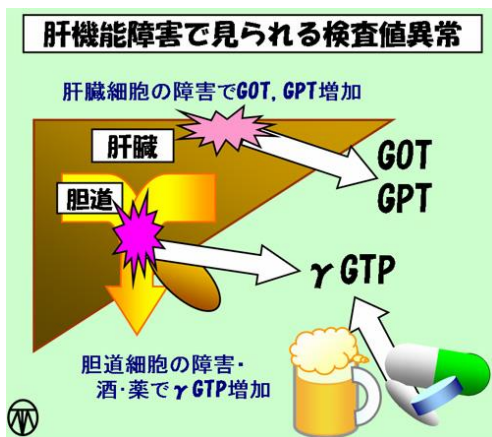 肝機能障害で見られる検査値異常
肝臓細胞の障害でGOT, GPT増加
肝臓
GOT
GPT
胆道
γGTP
胆道細胞の障害・
酒・薬でγGTP増加